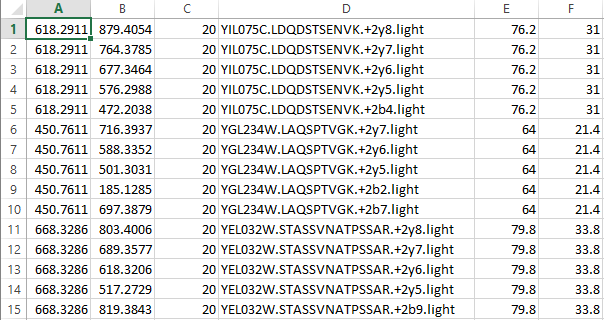 A B C D E F
1 618.2911 879.4054 20 YIL075C.LDQDSTSENVK.+2y8.light 76.2 31
2 618.2911 764.3785 20 YIL075C.LDQDSTSENVK.+2y7.light 76.2 31
3 618.2911 677.3464 20 YIL075C.LDQDSTSENVK.+2y6.light 76.2 31
4 618.2911 576.2988 20 YIL075C.LDQDSTSENVK.+2y5.light 76.2 31
5 618.2911 472.2038 20 YIL075C.LDQDSTSENVK.+2b4.light 76.2 31
6 450.7611 716.3937 20 YGL234W.LAQSPTVGK.+2y7.light 64 21.4
7 450.7611 588.3352 20 YGL234W.LAQSPTVGK.+2y6.light 64 21.4
8 450.7611 501.3031 20 YGL234W.LAQSPTVGK.+2y5.light 64 21.4
9 450.7611 185.1285 20 YGL234W.LAQSPTVGK.+2b2.light 64 21.4
10 450.7611 697.3879 20 YGL234W.LAQSPTVGK.+2b7.light 64 21.4
11 668.3286 803.4006 20 YEL032W.STASSVNATPSSAR.+2y8.light 79.8 33.8
12 668.3286 689.3577 20 YEL032W.STASSVNATPSSAR.+2y7.light 79.8 33.8
13 668.3286 618.3206 20 YEL032W.STASSVNATPSSAR.+2y6.light 79.8 33.8
14 668.3286 517.2729 20 YEL032W.STASSVNATPSSAR.+2y5.light 79.8 33.8
15 668.3286 819.3843 20 YEL032W.STASSVNATPSSAR.+2b9.light 79.8 33.8